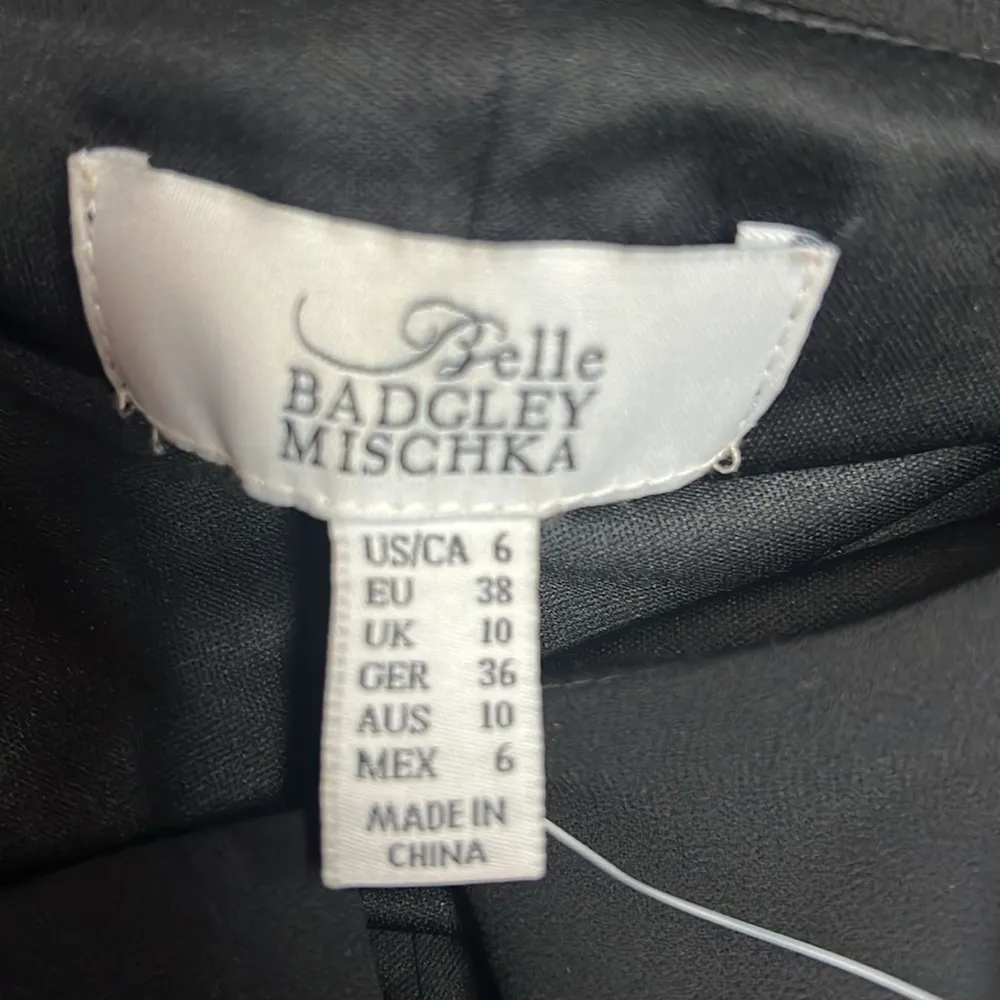 Belle
BADGLEY
MISCHKA
US/CA 6
EU 38
UK 10
GER 36
AUS 10
MEX 6
MADE IN
CHINA